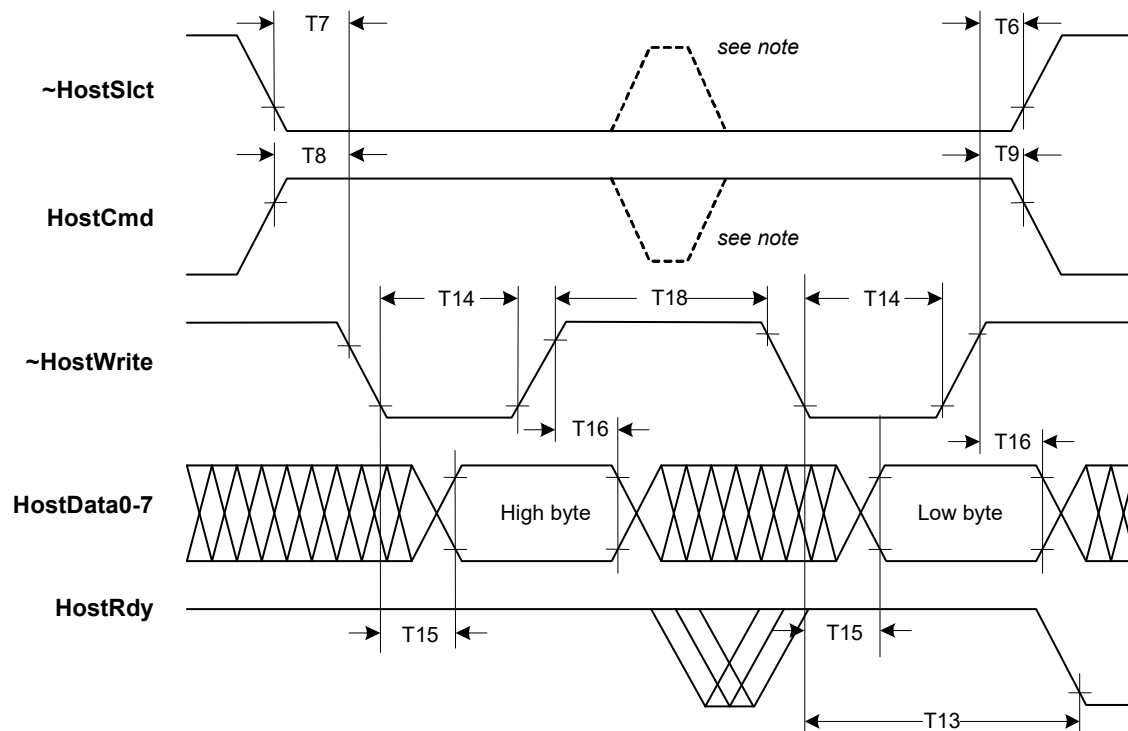 T7
T6
see note
~HostSlct
T8
T9
HostCmd
see note
T14
T18
T14
~HostWrite
T16
T16
HostData0-7
High byte
Low byte
HostRdy
T15
T15
T13